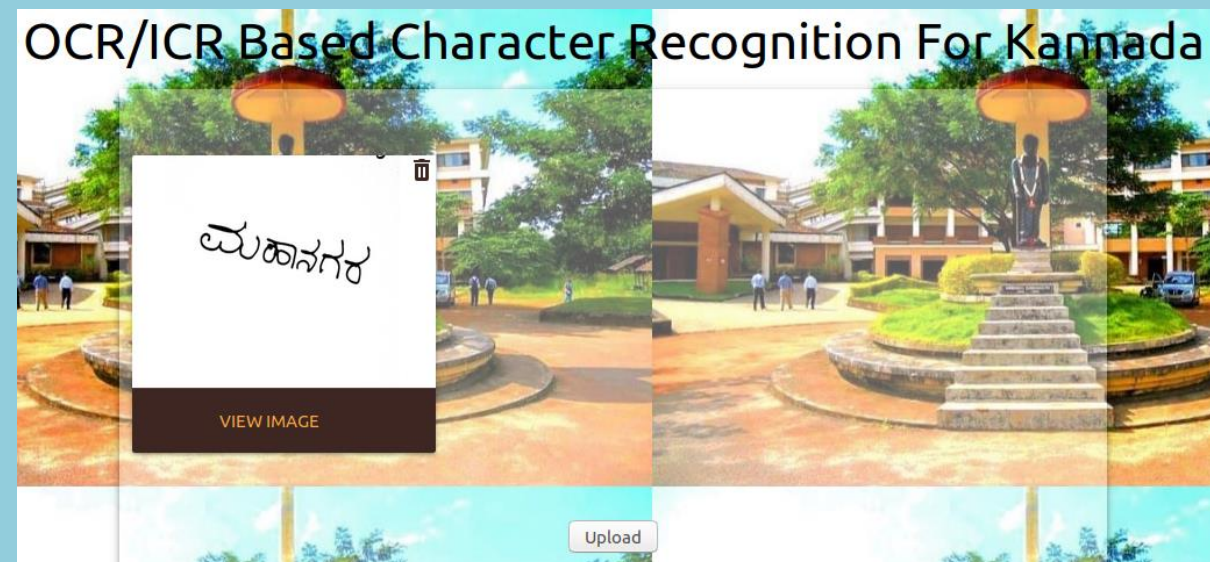 OCR/ICR Based Character Recognition For Kannada
ಮಹಾನಗರ
VIEW IMAGE
Upload